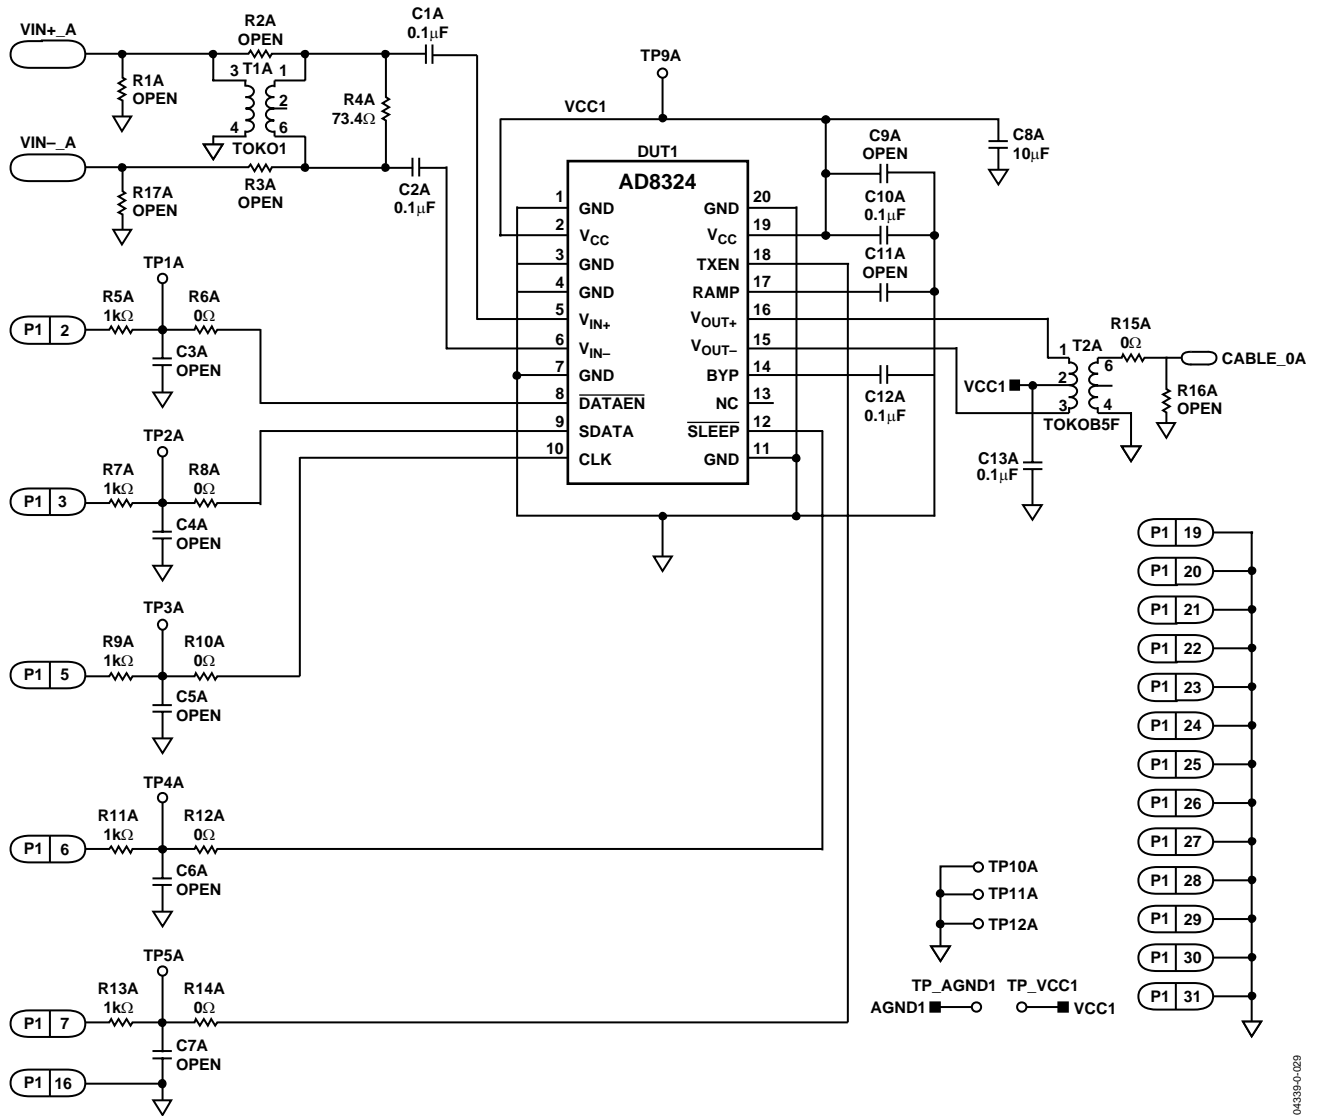 VIN+_A
R1A
OPEN
R2A
OPEN
T1A
3
1
2
4
6
TOKO1
R4A
73.4Ω
C1A
0.1µF
VIN–_A
R17A
OPEN
R3A
OPEN
C2A
0.1µF
TP9A
VCC1
C9A
OPEN
C8A
10µF
C10A
0.1µF
C11A
OPEN
DUT1
AD8324
1 GND
2 VCC
3 GND
4 GND
5 VIN+
6 VIN–
7 GND
8 DATAEN
9 SDATA
10 CLK
GND 20
VCC 19
TXEN 18
RAMP 17
VOUT+ 16
VOUT– 15
BYP 14
NC 13
SLEEP 12
GND 11
C12A
0.1µF
VCC1
1
T2A
2
3
6
4
TOKOB5F
R15A
0Ω
CABLE_0A
R16A
OPEN
C13A
0.1µF
TP1A
R5A
1kΩ
R6A
0Ω
P1 2
C3A
OPEN
TP2A
R7A
1kΩ
R8A
0Ω
P1 3
C4A
OPEN
TP3A
R9A
1kΩ
R10A
0Ω
P1 5
C5A
OPEN
TP4A
R11A
1kΩ
R12A
0Ω
P1 6
C6A
OPEN
TP5A
R13A
1kΩ
R14A
0Ω
P1 7
C7A
OPEN
P1 16
P1 19
P1 20
P1 21
P1 22
P1 23
P1 24
P1 25
P1 26
P1 27
P1 28
P1 29
P1 30
P1 31
TP10A
TP11A
TP12A
TP_AGND1
AGND1
TP_VCC1
VCC1
04339-0-029